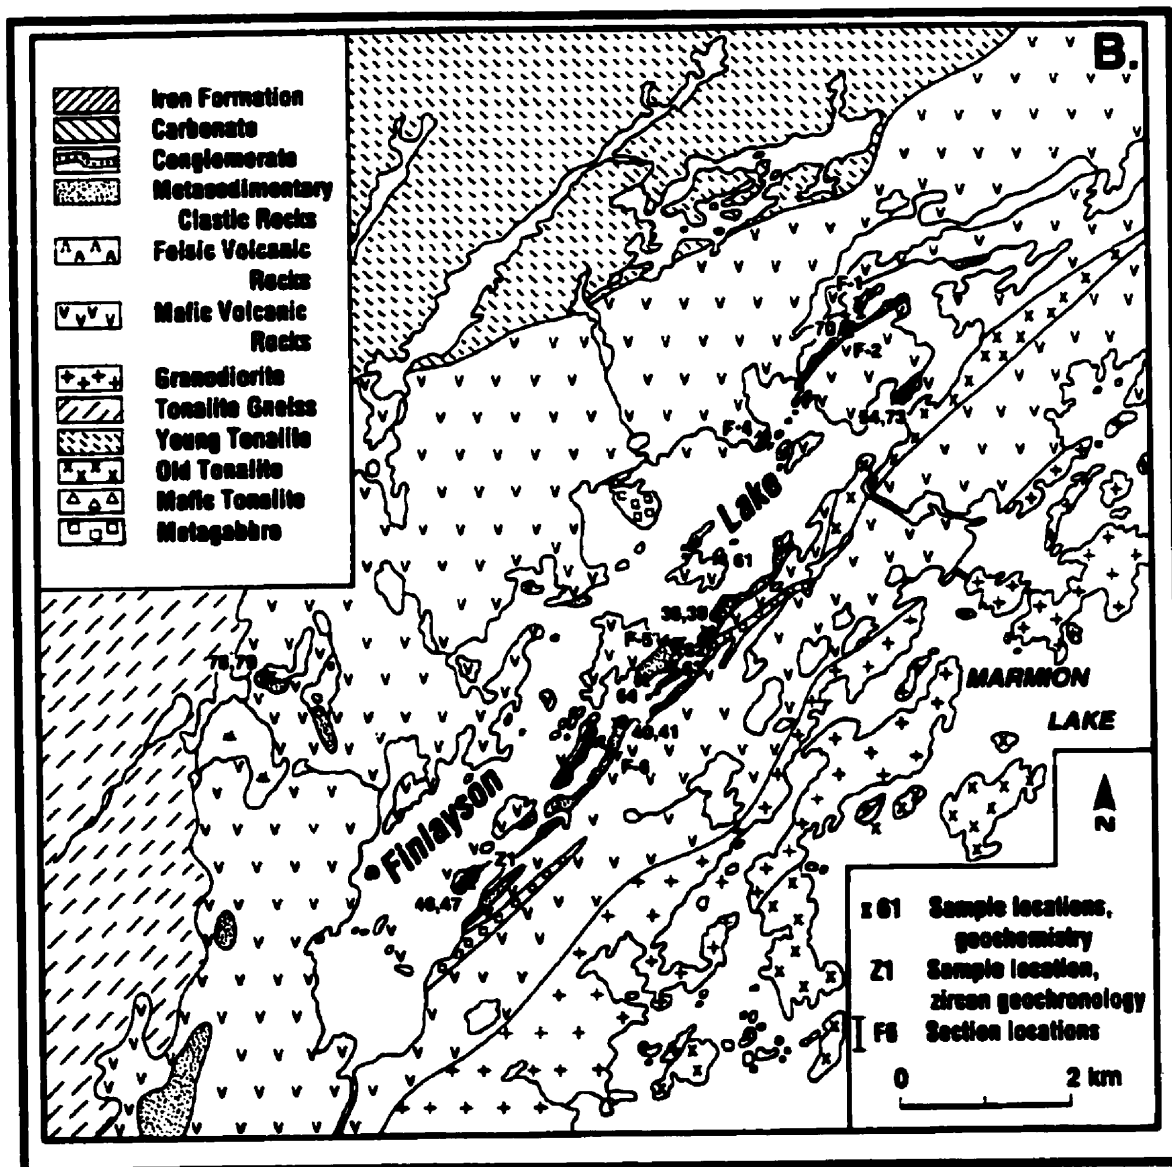 B.
Iron Formation
Carbonate
Conglomerate
Metasedimentary
Clastic Rocks
Felsic Volcanic
Rocks
Mafic Volcanic
Rocks
Granodiorite
Tonalite Gneiss
Young Tonalite
Old Tonalite
Mafic Tonalite
Metagabbro
F-1
70
F-2
54,73
F-4
Lake
61
38,39
F-5
64
40,41
F-6
78,79
MARMION
LAKE
Finlayson
Z1
46,47
N
x 61 Sample locations,
geochemistry
Z1 Sample location,
zircon geochronology
F6 Section locations
0 2 km